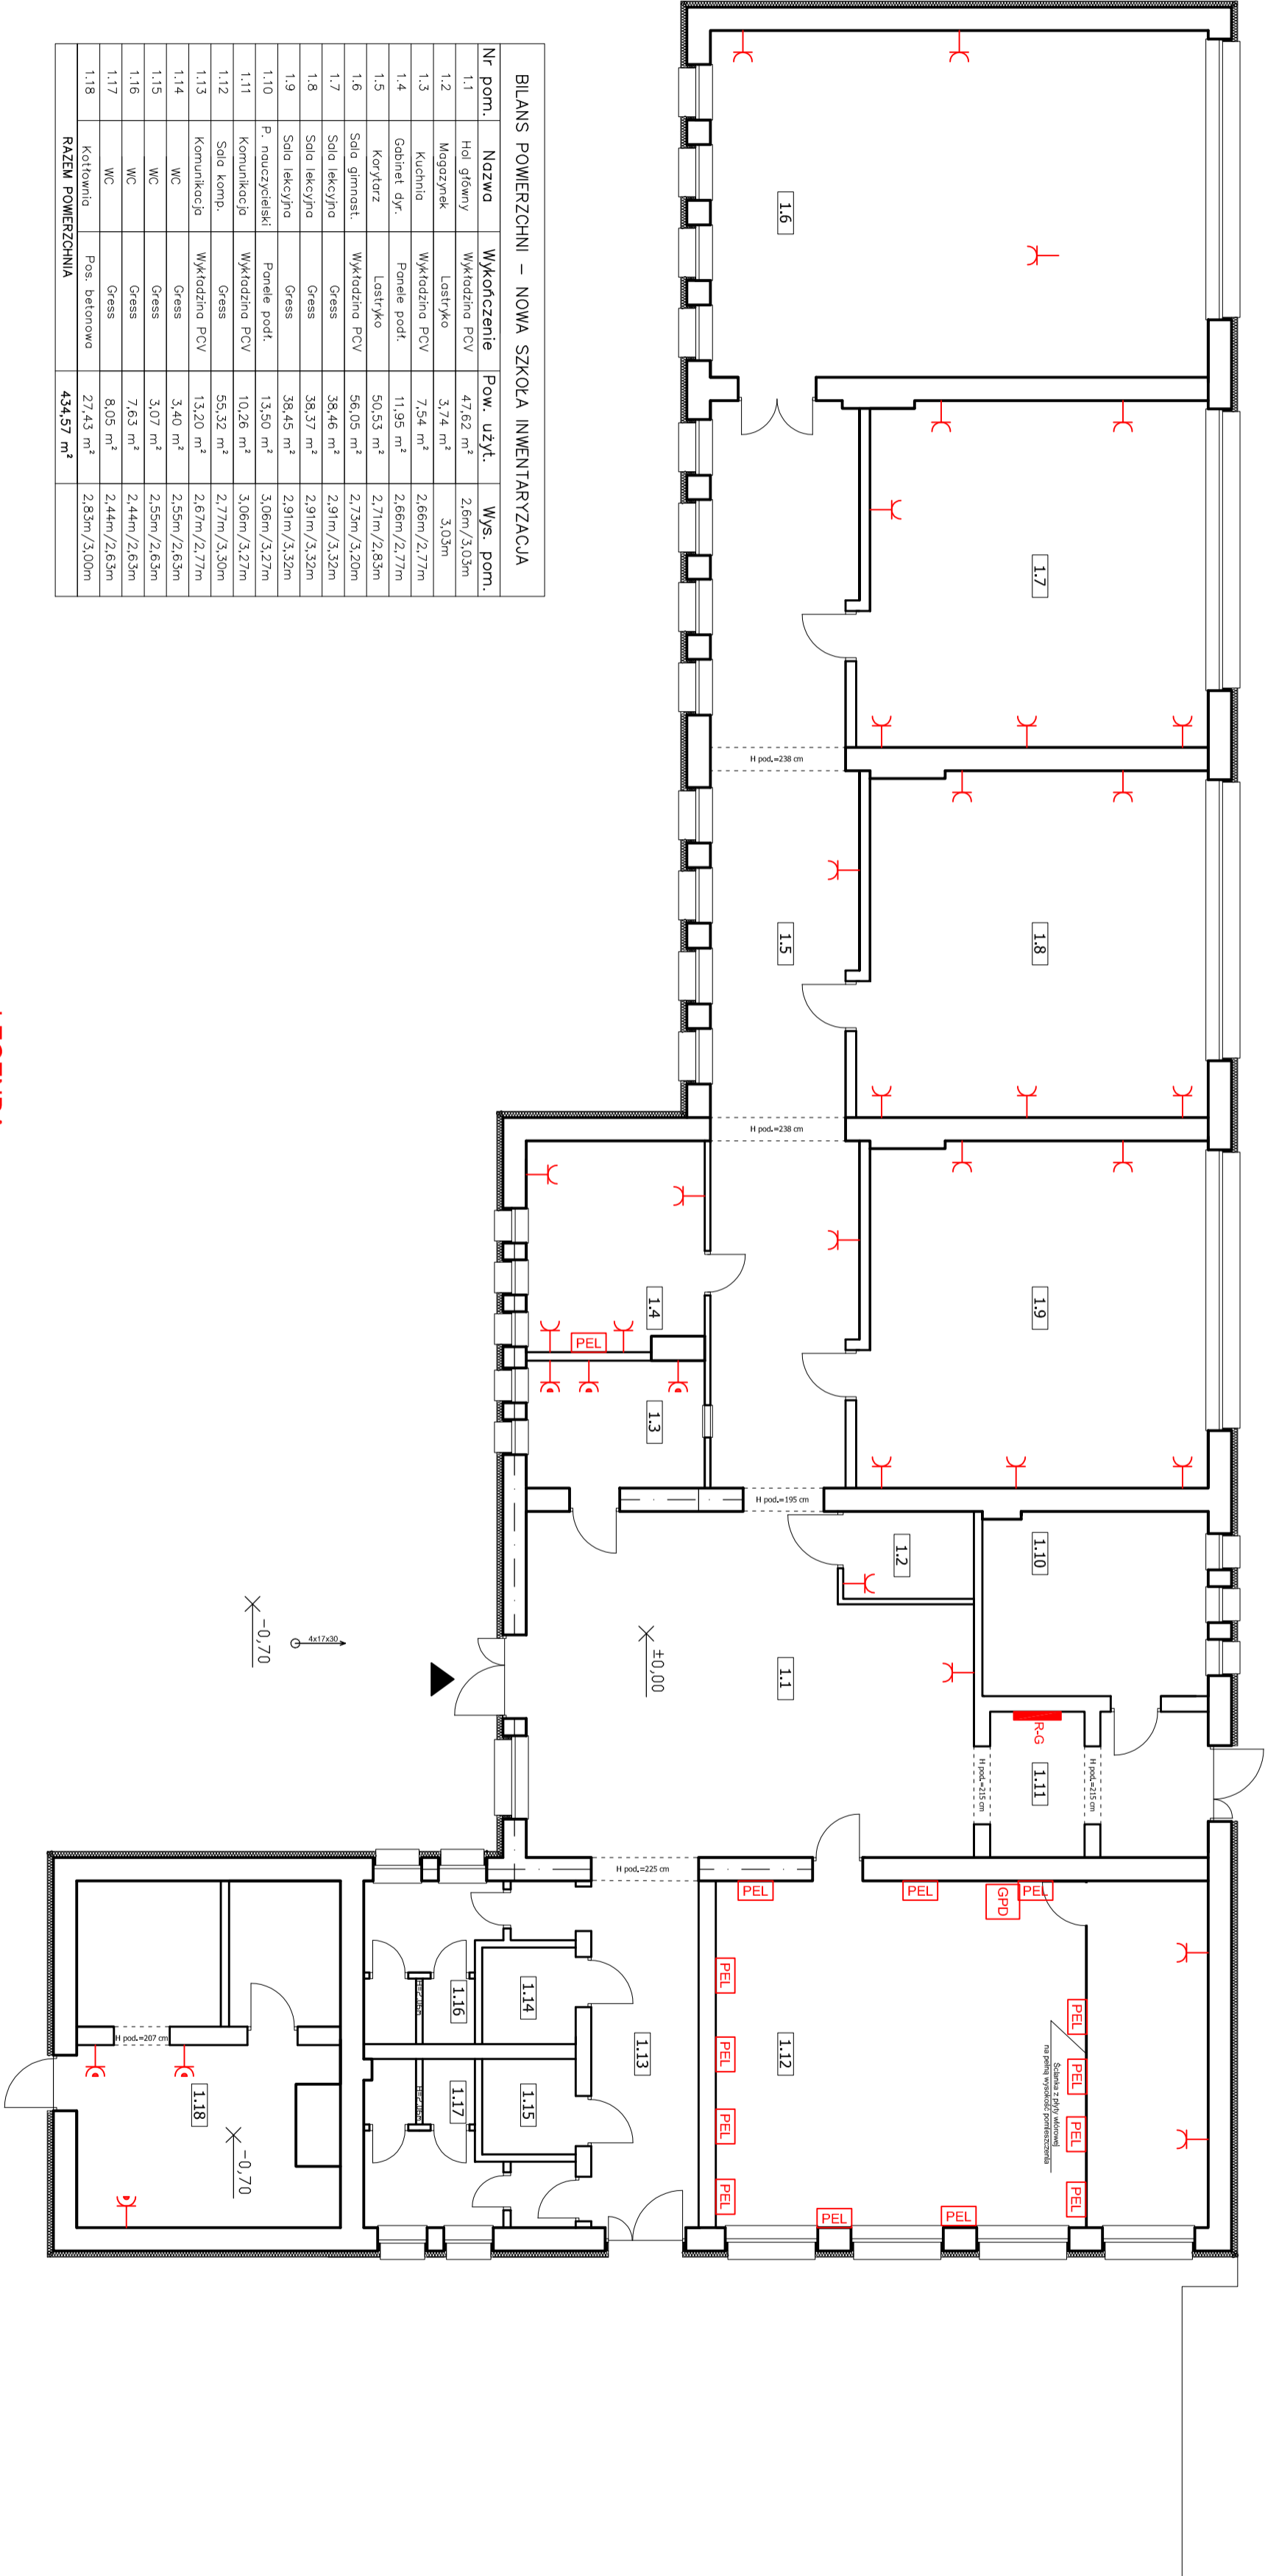 BILANS POWIERZCHNI – NOWA SZKOŁA INWENTARYZACJA
Nr pom. Nazwa Wykończenie Pow. użyt. Wys. pom.
1.1 Hol główny Wykładzina PCV 47,62 m² 2,6m/3,03m
1.2 Magazynek Lastryko 3,74 m² 3,03m
1.3 Kuchnia Wykładzina PCV 7,54 m² 2,66m/2,77m
1.4 Gabinet dyr. Panele podł. 11,95 m² 2,66m/2,77m
1.5 Korytarz Lastryko 50,53 m² 2,71m/2,83m
1.6 Sala gimnast. Wykładzina PCV 56,05 m² 2,73m/3,20m
1.7 Sala lekcyjna Gress 38,46 m² 2,91m/3,32m
1.8 Sala lekcyjna Gress 38,37 m² 2,91m/3,32m
1.9 Sala lekcyjna Gress 38,45 m² 2,91m/3,32m
1.10 P. nauczycielski Panele podł. 13,50 m² 3,06m/3,27m
1.11 Komunikacja Wykładzina PCV 10,26 m² 3,06m/3,27m
1.12 Sala komp. Gress 55,32 m² 2,77m/3,30m
1.13 Komunikacja Wykładzina PCV 13,20 m² 2,67m/2,77m
1.14 WC Gress 3,40 m² 2,55m/2,63m
1.15 WC Gress 3,07 m² 2,55m/2,63m
1.16 WC Gress 7,63 m² 2,44m/2,63m
1.17 WC Gress 8,05 m² 2,44m/2,63m
1.18 Kotłownia Pos. betonowa 27,43 m² 2,83m/3,00m
RAZEM POWIERZCHNIA 434,57 m²
1.6
1.7
H pod.=238 cm
1.8
1.5
H pod.=238 cm
1.9
1.4
PEL
1.3
H pod.=195 cm
1.10
1.2
±0,00
-0,70
4x17x30
1.1
R-G
1.11
H pod.=215 cm
H pod.=215 cm
H pod.=225 cm
PEL
PEL
GPD
PEL
PEL
PEL
PEL
PEL
PEL
PEL
PEL
PEL
PEL
PEL
Ścianka z płyty wiórowej
na pełną wysokość pomieszczenia
1.12
1.13
1.14
1.15
1.16
1.17
H pod.=207 cm
1.18
-0,70